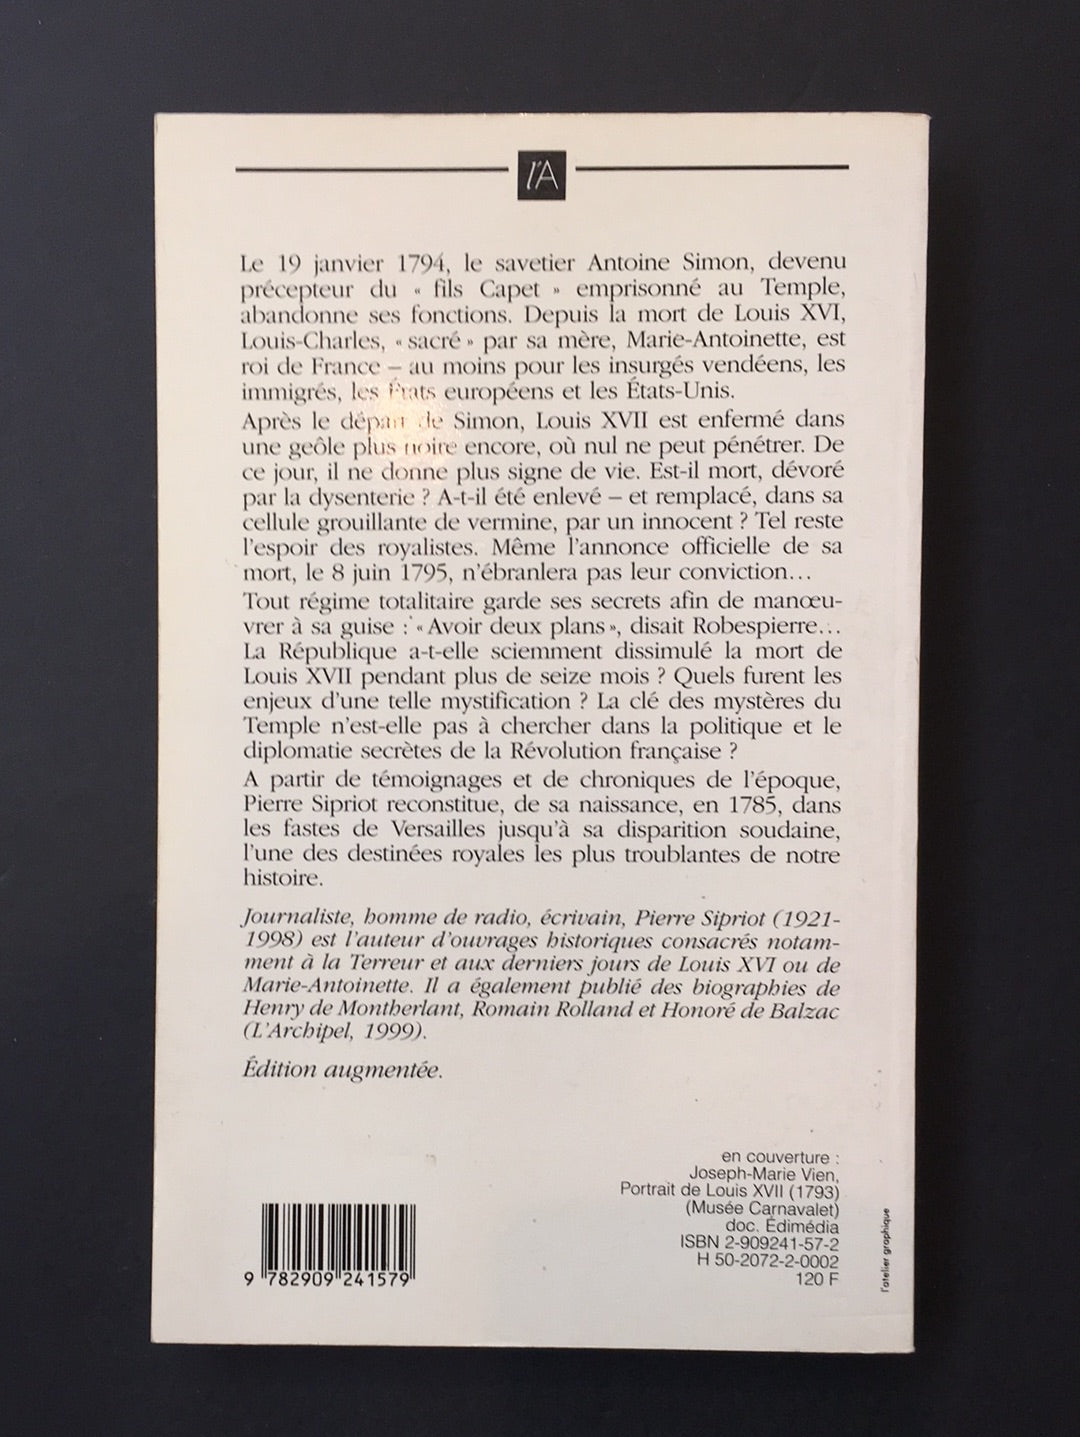 l'A
Le 19 janvier 1794, le savetier Antoine Simon, devenu
précepteur du « fils Capet » emprisonné au Temple,
abandonne ses fonctions. Depuis la mort de Louis XVI,
Louis-Charles, « sacré » par sa mère, Marie-Antoinette, est
roi de France – au moins pour les insurgés vendéens, les
immigrés, les États européens et les États-Unis.
Après le départ de Simon, Louis XVII est enfermé dans
une geôle plus noire encore, où nul ne peut pénétrer. De
ce jour, il ne donne plus signe de vie. Est-il mort, dévoré
par la dysenterie ? A-t-il été enlevé – et remplacé, dans sa
cellule grouillante de vermine, par un innocent ? Tel reste
l'espoir des royalistes. Même l'annonce officielle de sa
mort, le 8 juin 1795, n'ébranlera pas leur conviction...
Tout régime totalitaire garde ses secrets afin de manœu-
vrer à sa guise : « Avoir deux plans », disait Robespierre...
La République a-t-elle sciemment dissimulé la mort de
Louis XVII pendant plus de seize mois ? Quels furent les
enjeux d'une telle mystification ? La clé des mystères du
Temple n'est-elle pas à chercher dans la politique et le
diplomatie secrètes de la Révolution française ?
A partir de témoignages et de chroniques de l'époque,
Pierre Sipriot reconstitue, de sa naissance, en 1785, dans
les fastes de Versailles jusqu'à sa disparition soudaine,
l'une des destinées royales les plus troublantes de notre
histoire.
Journaliste, homme de radio, écrivain, Pierre Sipriot (1921-
1998) est l'auteur d'ouvrages historiques consacrés notam-
ment à la Terreur et aux derniers jours de Louis XVI ou de
Marie-Antoinette. Il a également publié des biographies de
Henry de Montherlant, Romain Rolland et Honoré de Balzac
(L'Archipel, 1999).
Édition augmentée.
en couverture :
Joseph-Marie Vien,
Portrait de Louis XVII (1793)
(Musée Carnavalet)
doc. Édimédia
ISBN 2-909241-57-2
H 50-2072-2-0002
120 F
l'atelier graphique
9 782909 241579